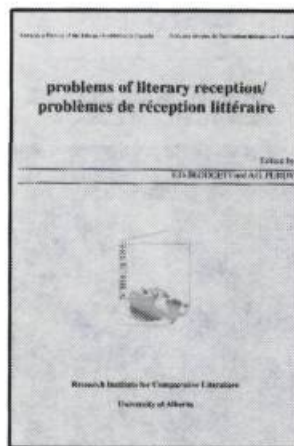 problems of literary reception/
problèmes de réception littéraire
Edited by
E.D. BLODGETT and A.G. PURDY
Research Institute for Comparative Literature
University of Alberta